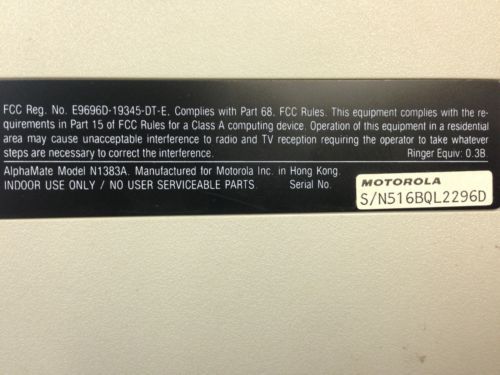 FCC Reg. No. E9696D-19345-DT-E. Complies with Part 68, FCC Rules. This equipment complies with the re-
quirements in Part 15 of FCC Rules for a Class A computing device. Operation of this equipment in a residential
area may cause unacceptable interference to radio and TV reception requiring the operator to take whatever
steps are necessary to correct the interference. Ringer Equiv: 0.3B
AlphaMate Model N1383A. Manufactured for Motorola Inc. in Hong Kong.
INDOOR USE ONLY / NO USER SERVICEABLE PARTS. Serial No.
MOTOROLA
S/N516BQL2296D